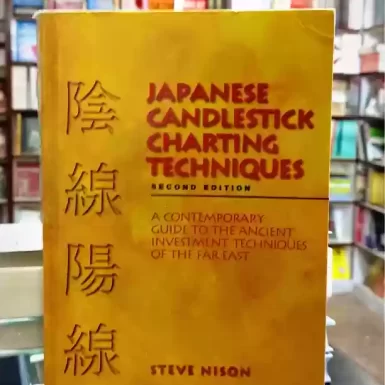 陰線陽線
JAPANESE
CANDLESTICK
CHARTING
TECHNIQUES
SECOND EDITION
A CONTEMPORARY
GUIDE TO THE ANCIENT
INVESTMENT TECHNIQUES
OF THE FAR EAST
STEVE NISON